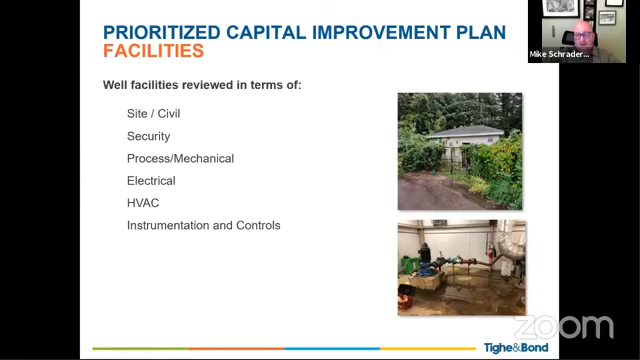 PRIORITIZED CAPITAL IMPROVEMENT PLAN
FACILITIES
Mike Schrader...
Well facilities reviewed in terms of:
Site / Civil
Security
Process/Mechanical
Electrical
HVAC
Instrumentation and Controls
zoom
Tighe&Bond